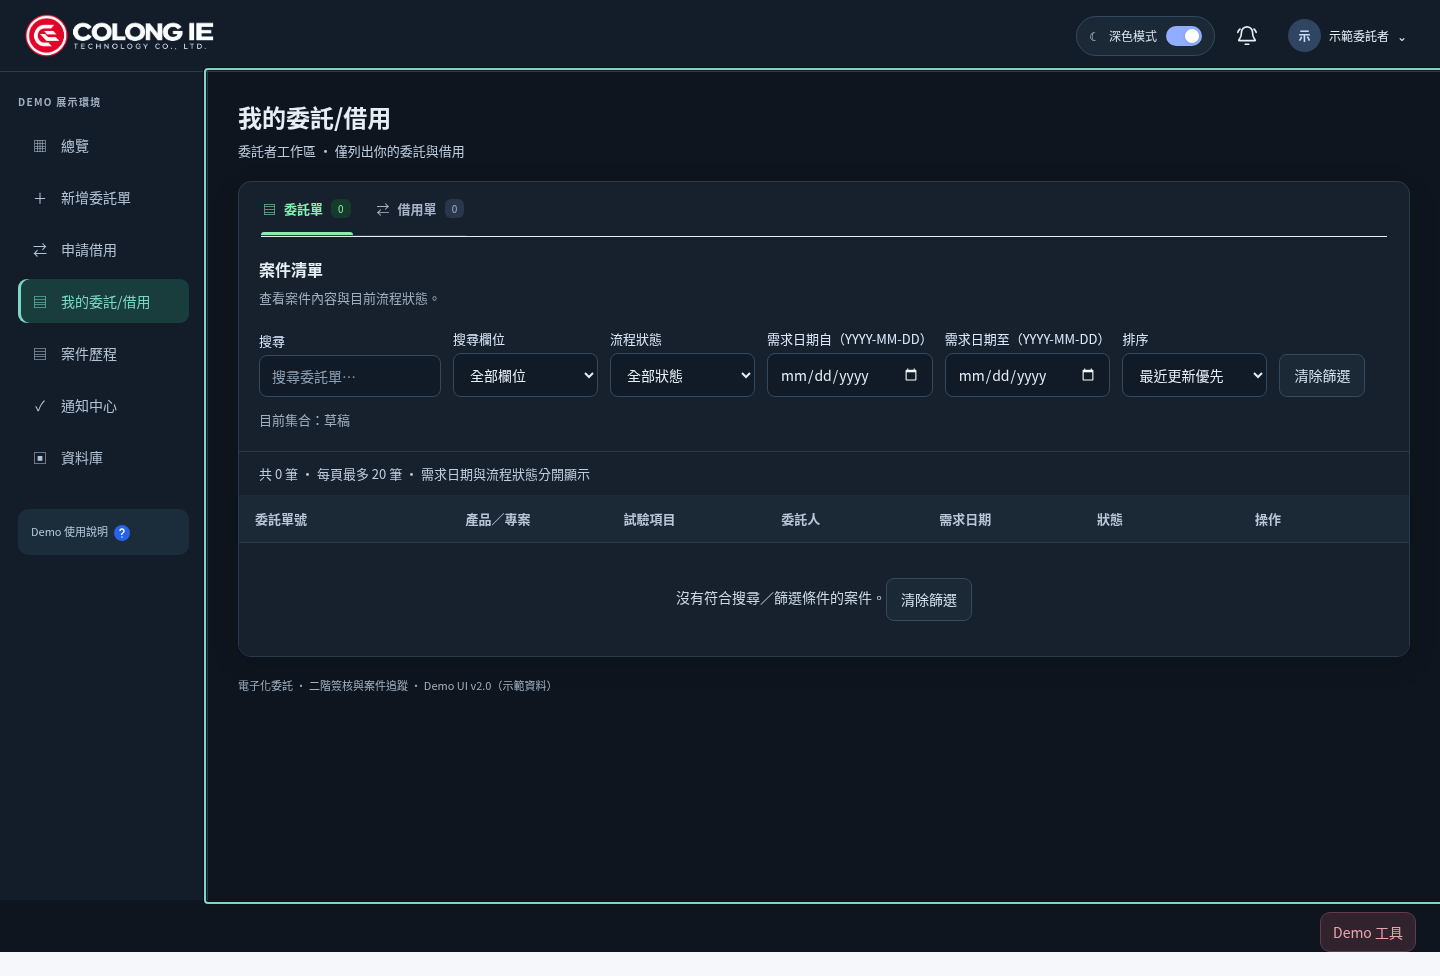 COLONG IE
TECHNOLOGY CO., LTD.
深色模式
示
示範委託者
DEMO 展示環境
總覽
新增委託單
申請借用
我的委託/借用
案件歷程
通知中心
資料庫
Demo 使用說明 ?
我的委託/借用
委託者工作區 • 僅列出你的委託與借用
委託單 0
借用單 0
案件清單
查看案件內容與目前流程狀態。
搜尋
搜尋欄位
流程狀態
需求日期自（YYYY-MM-DD）
需求日期至（YYYY-MM-DD）
排序
搜尋委託單…
全部欄位
全部狀態
mm/dd/yyyy
mm/dd/yyyy
最近更新優先
清除篩選
目前集合：草稿
共 0 筆 • 每頁最多 20 筆 • 需求日期與流程狀態分開顯示
委託單號 產品／專案 試驗項目 委託人 需求日期 狀態 操作
沒有符合搜尋／篩選條件的案件。 清除篩選
電子化委託 • 二階簽核與案件追蹤 • Demo UI v2.0（示範資料）
Demo 工具